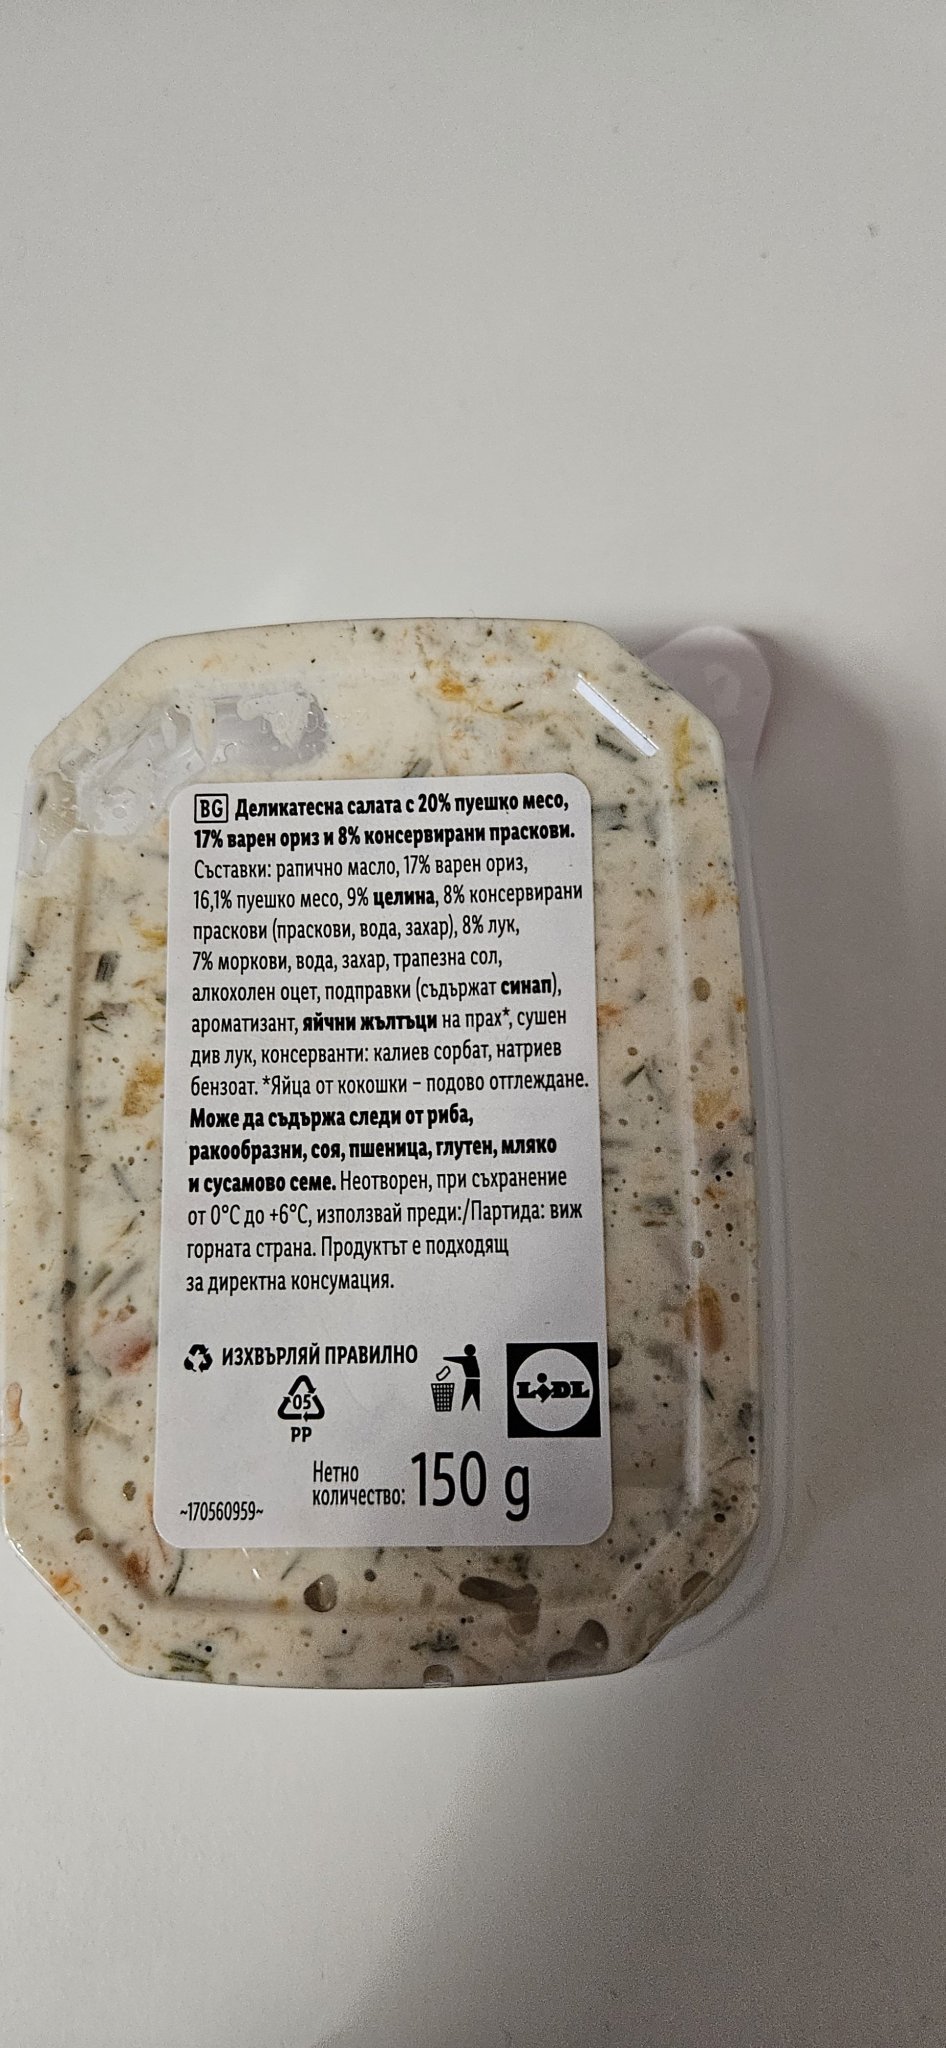 BG Деликатесна салата с 20% пуешко месо,
17% варен ориз и 8% консервирани праскови.
Съставки: рапично масло, 17% варен ориз,
16,1% пуешко месо, 9% целина, 8% консервирани
праскови (праскови, вода, захар), 8% лук,
7% моркови, вода, захар, трапезна сол,
алкохолен оцет, подправки (съдържат синап),
ароматизант, яйчни жълтъци на прах*, сушен
див лук, консерванти: калиев сорбат, натриев
бензоат. *Яйца от кокошки – подово отглеждане.
Може да съдържа следи от риба,
ракообразни, соя, пшеница, глутен, мляко
и сусамово семе. Неотворен, при съхранение
от 0°C до +6°C, използвай преди:/Партида: виж
горната страна. Продуктът е подходящ
за директна консумация.
ИЗХВЪРЛЯЙ ПРАВИЛНО
05
PP
LIDL
Нетно
количество: 150 g
~170560959~